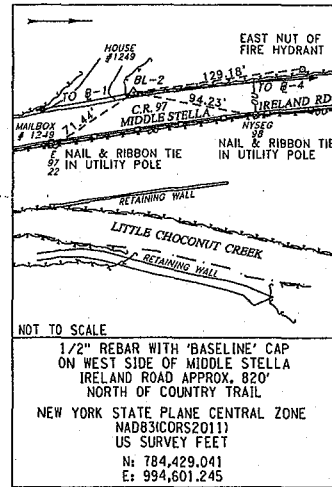 EAST NUT OF
FIRE HYDRANT
HOUSE
#1249
BL-2
129.18'
TO BL-1
TO BL-4
C.R. 97
94.23'
IRELAND RD
MIDDLE STELLA
71.44'
MAILBOX
# 1249
NYSEG
98
E
97
22
NAIL & RIBBON TIE
IN UTILITY POLE
NAIL & RIBBON TIE
IN UTILITY POLE
RETAINING WALL
LITTLE CHOCONUT CREEK
RETAINING WALL
NOT TO SCALE
1/2" REBAR WITH 'BASELINE' CAP
ON WEST SIDE OF MIDDLE STELLA
IRELAND ROAD APPROX. 820'
NORTH OF COUNTRY TRAIL
NEW YORK STATE PLANE CENTRAL ZONE
NAD83(CORS2011)
US SURVEY FEET
N: 784,429.041
E: 994,601.245